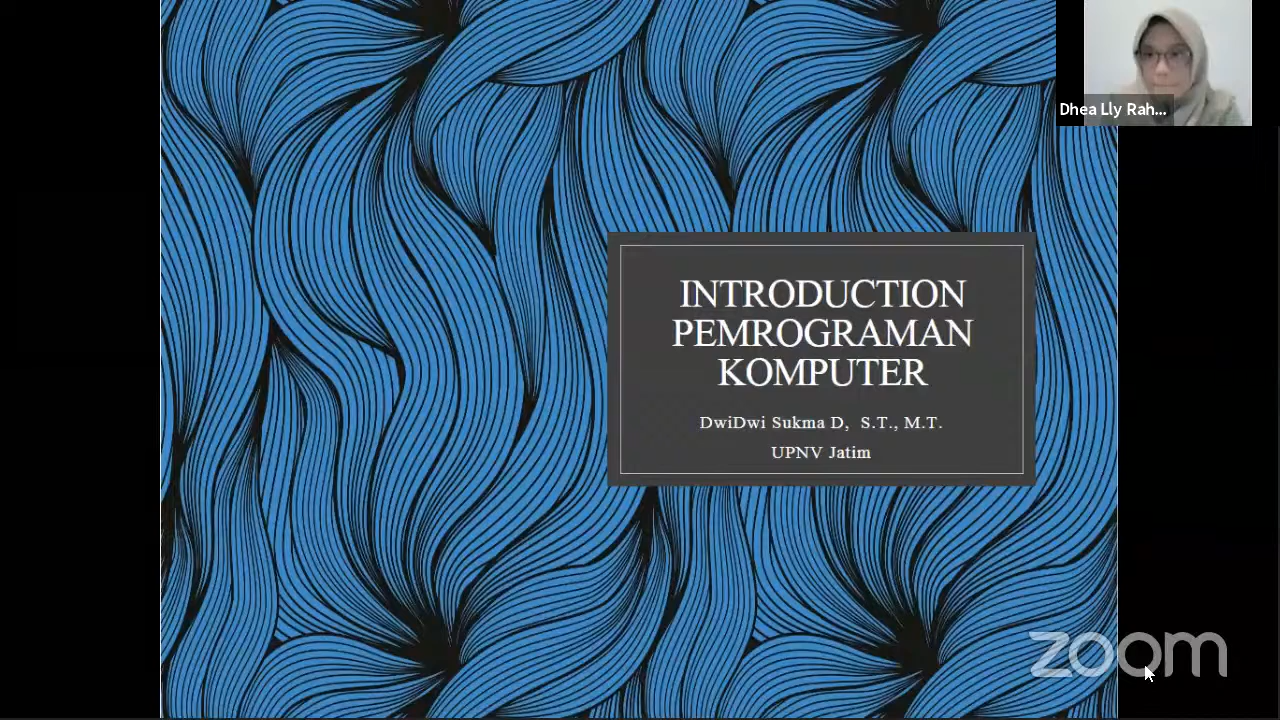 Dhea Lly Rah...
INTRODUCTION
PEMROGRAMAN
KOMPUTER
DwiDwi Sukma D, S.T., M.T.
UPNV Jatim
zoom